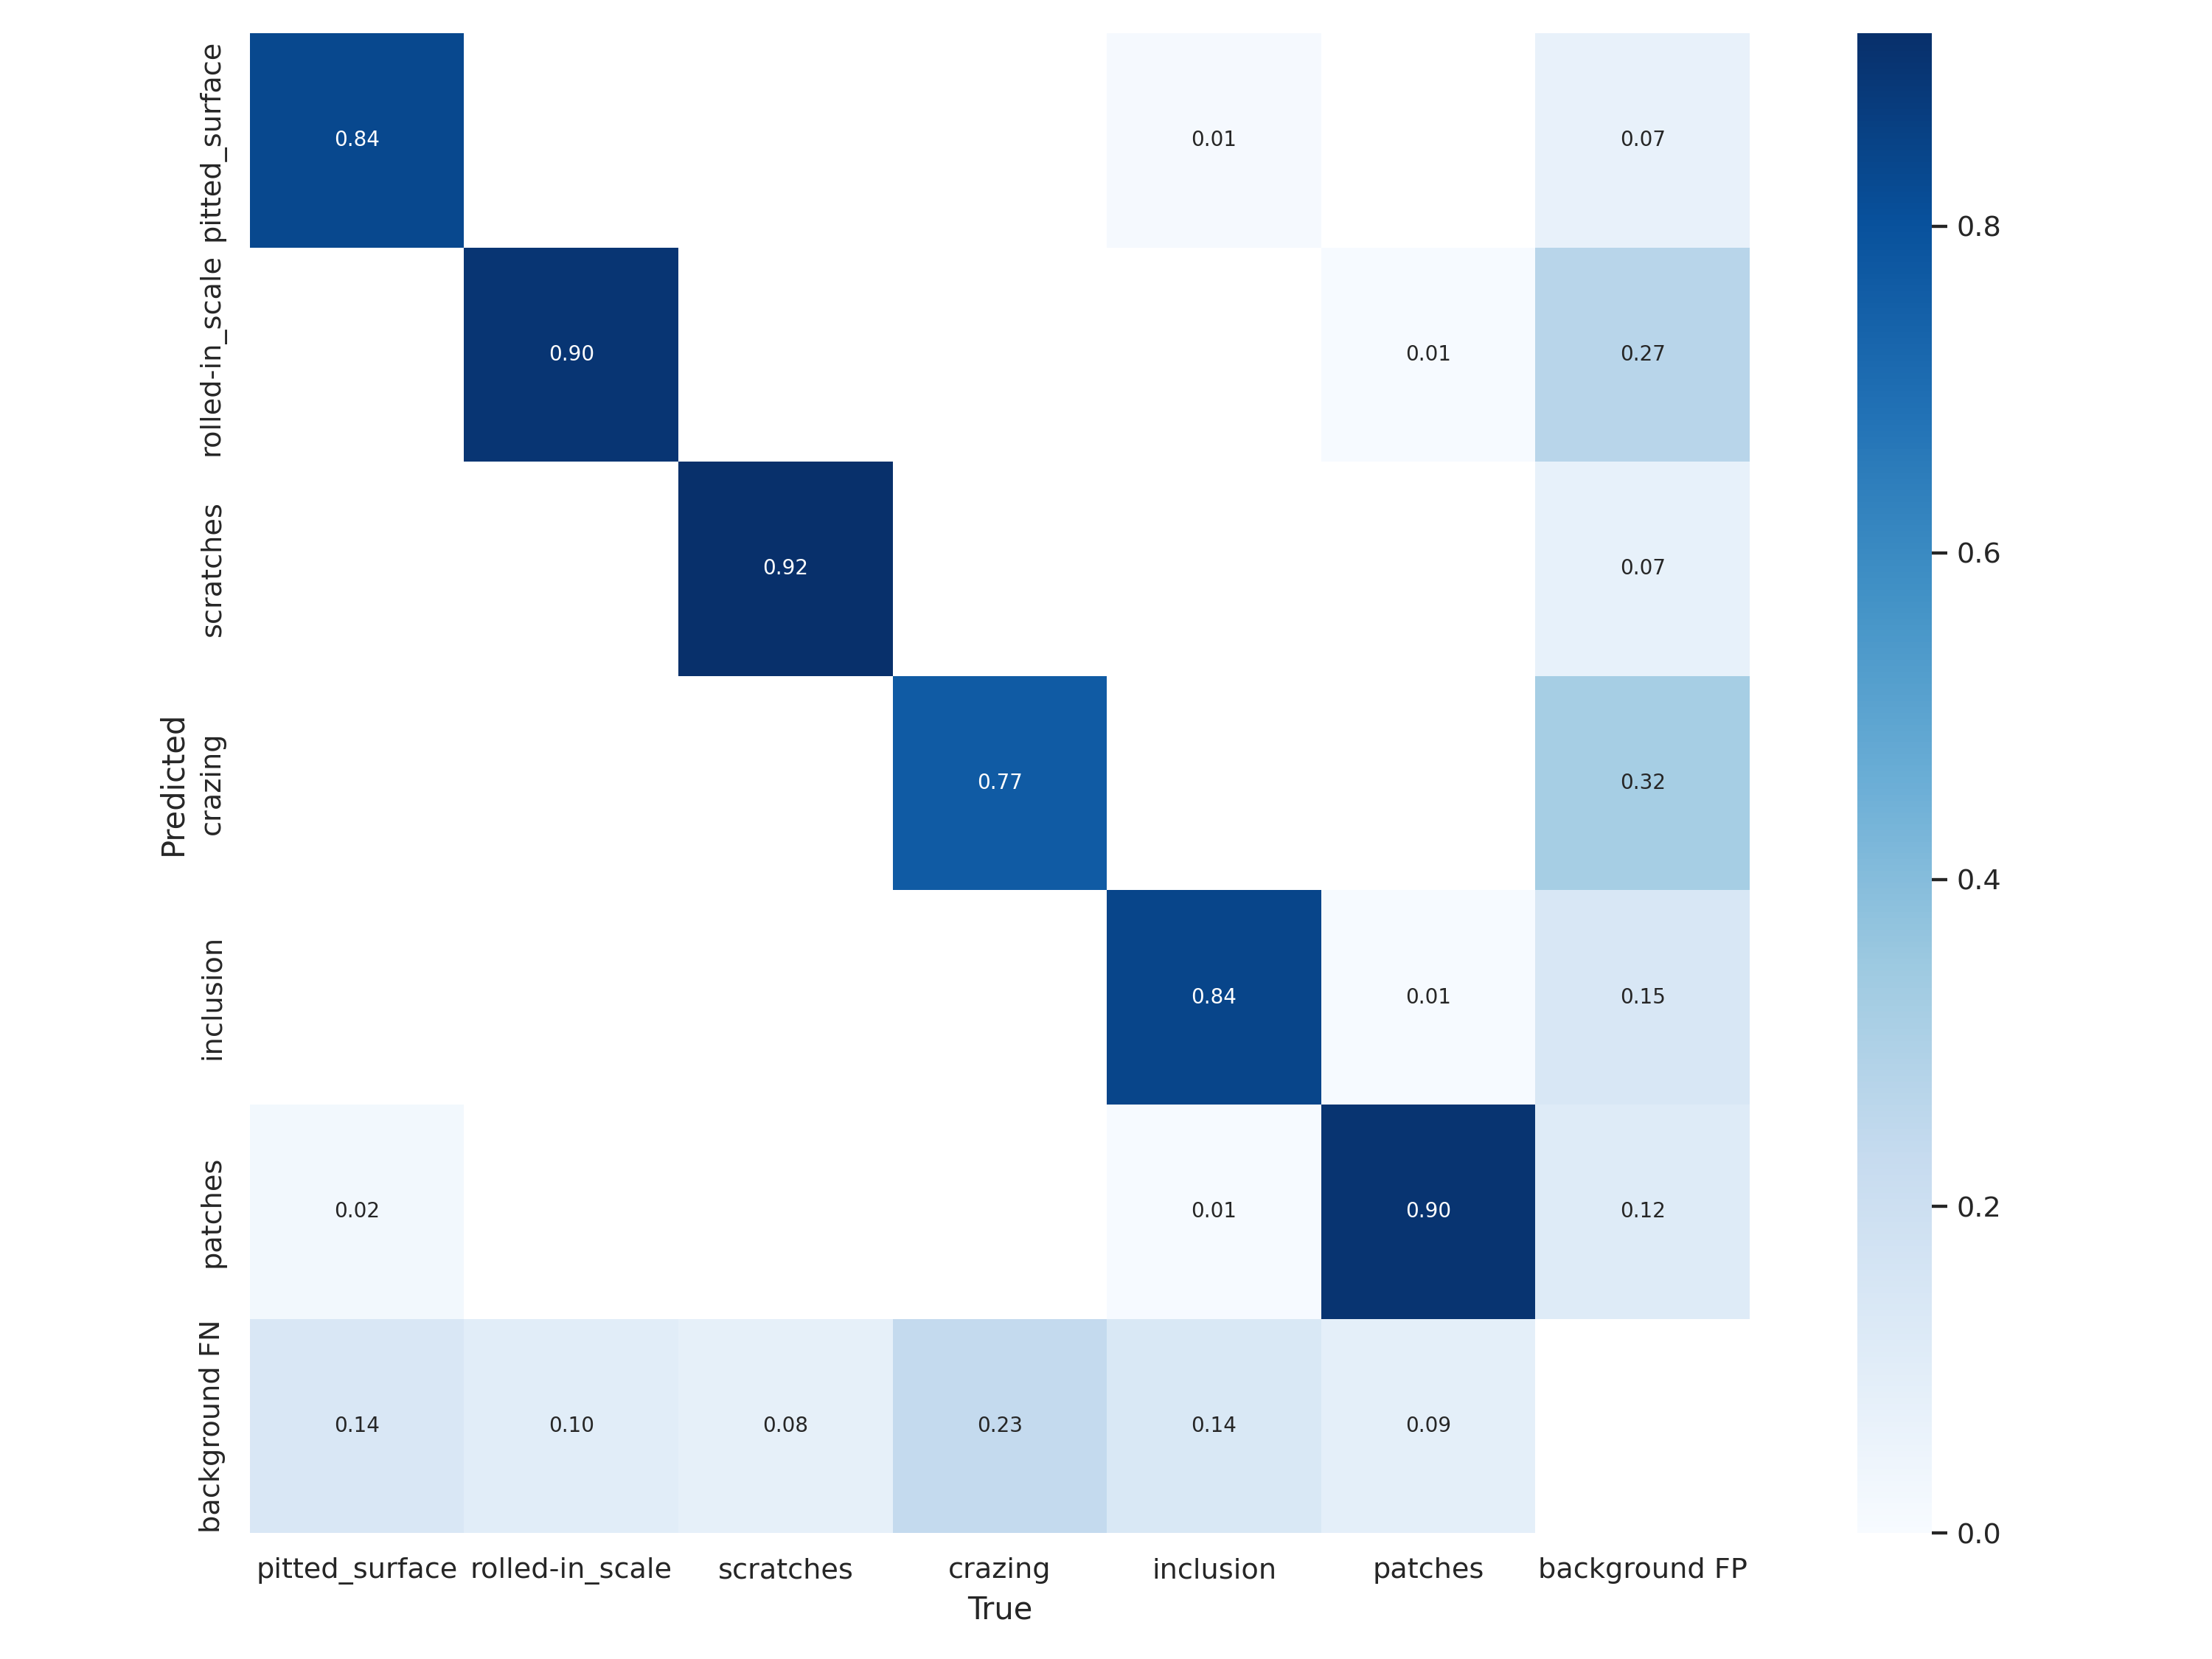 pitted_surface
0.84
0.01
0.07
0.8
rolled-in_scale
0.90
0.01
0.27
0.6
scratches
0.92
0.07
Predicted
crazing
0.77
0.32
0.4
inclusion
0.84
0.01
0.15
patches
0.02
0.01
0.90
0.12
0.2
background FN
0.14
0.10
0.08
0.23
0.14
0.09
0.0
pitted_surface
rolled-in_scale
scratches
crazing
inclusion
patches
background FP
True